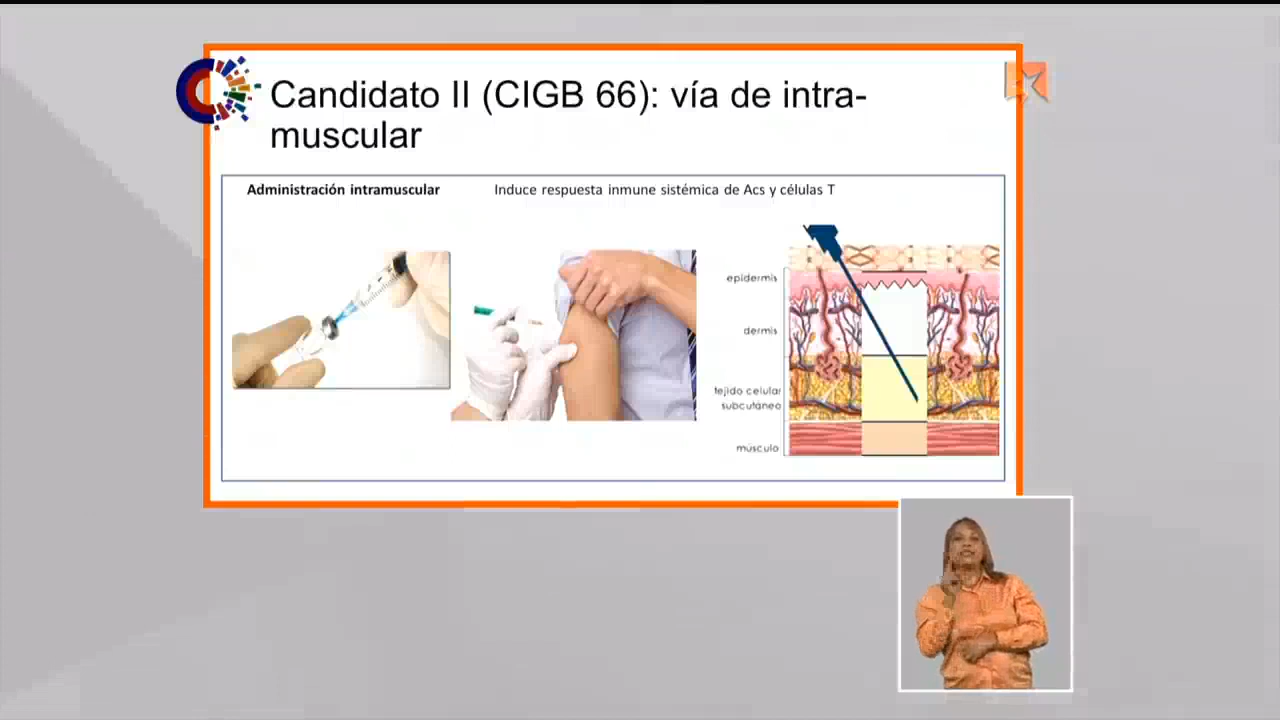 Candidato II (CIGB 66): vía de intra-
muscular
Administración intramuscular
Induce respuesta inmune sistémica de Acs y células T
epidermis
dermis
tejido celular
subcutáneo
músculo